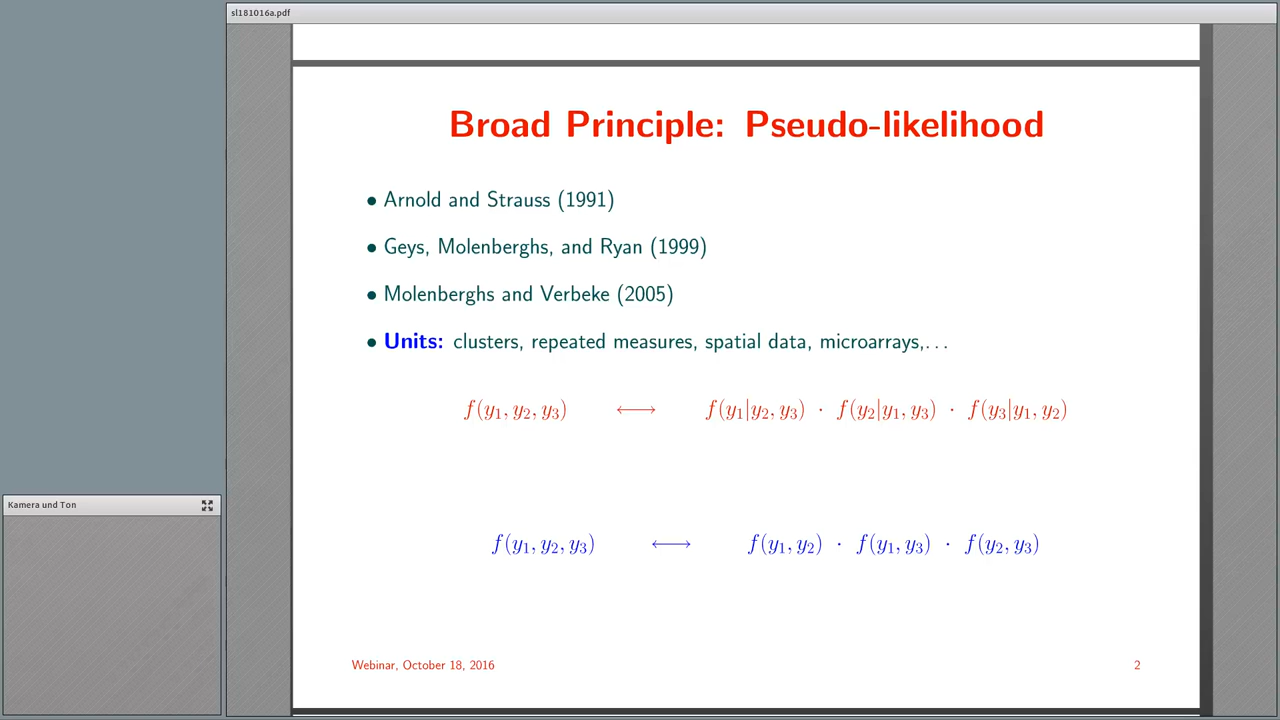 sl181016a.pdf
Broad Principle: Pseudo-likelihood
• Arnold and Strauss (1991)
• Geys, Molenberghs, and Ryan (1999)
• Molenberghs and Verbeke (2005)
• Units: clusters, repeated measures, spatial data, microarrays,...
f(y₁, y₂, y₃) ⟷ f(y₁|y₂, y₃) · f(y₂|y₁, y₃) · f(y₃|y₁, y₂)
f(y₁, y₂, y₃) ⟷ f(y₁, y₂) · f(y₁, y₃) · f(y₂, y₃)
Webinar, October 18, 2016 2
Kamera und Ton